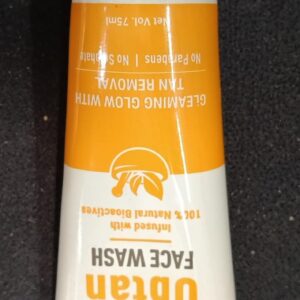 Ubtan
FACE WASH
Infused with
100% Natural Bioactives
GLEAMING GLOW WITH
TAN REMOVAL
No Parabens | No Sulphate
Net Vol. 75ml